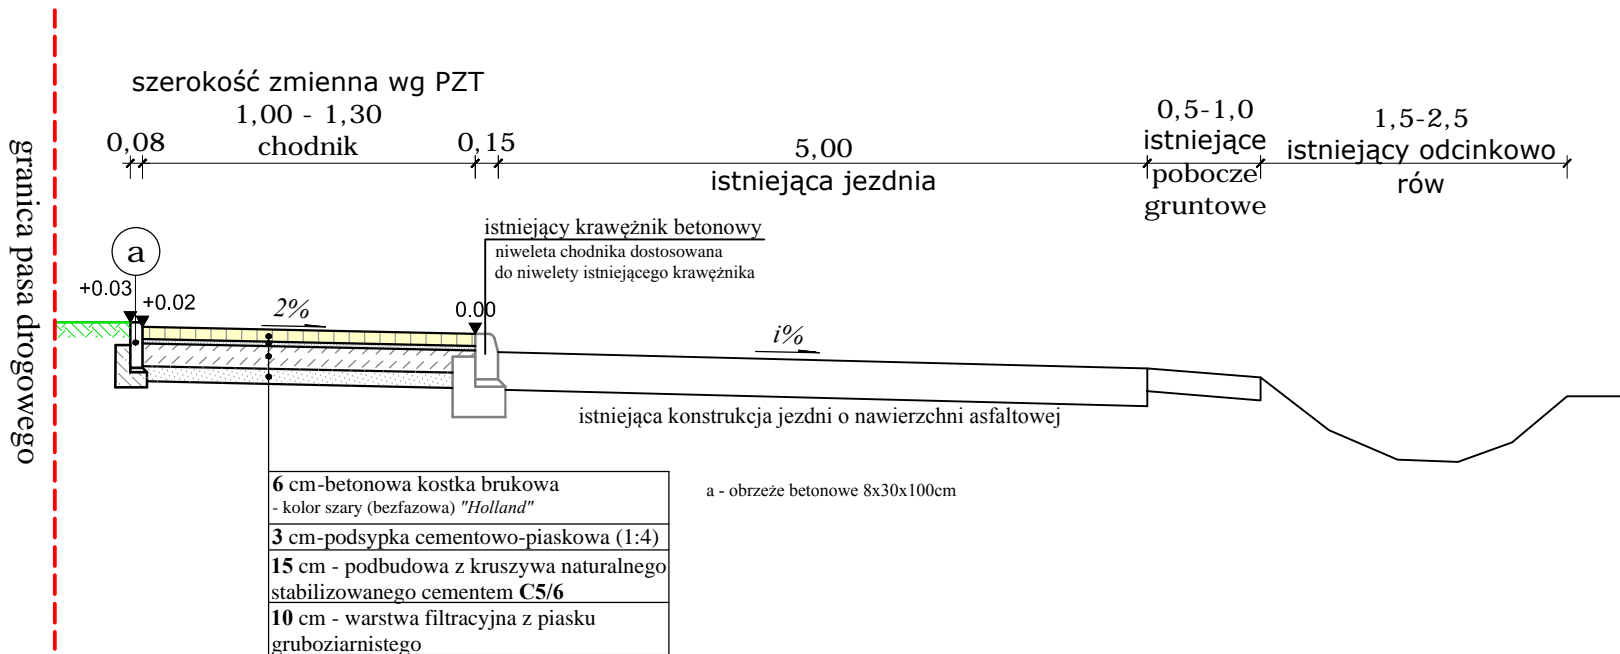 szerokość zmienna wg PZT
1,00 - 1,30
chodnik
0,08
0,15
5,00
istniejąca jezdnia
0,5-1,0
istniejące
pobocze
gruntowe
1,5-2,5
istniejący odcinkowo
rów
granica pasa drogowego
a
+0.03
+0.02
2%
0.00
istniejący krawężnik betonowy
niweleta chodnika dostosowana
do niwelety istniejącego krawężnika
i%
istniejąca konstrukcja jezdni o nawierzchni asfaltowej
6 cm-betonowa kostka brukowa
- kolor szary (bezfazowa) "Holland"
3 cm-podsypka cementowo-piaskowa (1:4)
15 cm - podbudowa z kruszywa naturalnego
stabilizowanego cementem C5/6
10 cm - warstwa filtracyjna z piasku
gruboziarnistego
a - obrzeże betonowe 8x30x100cm